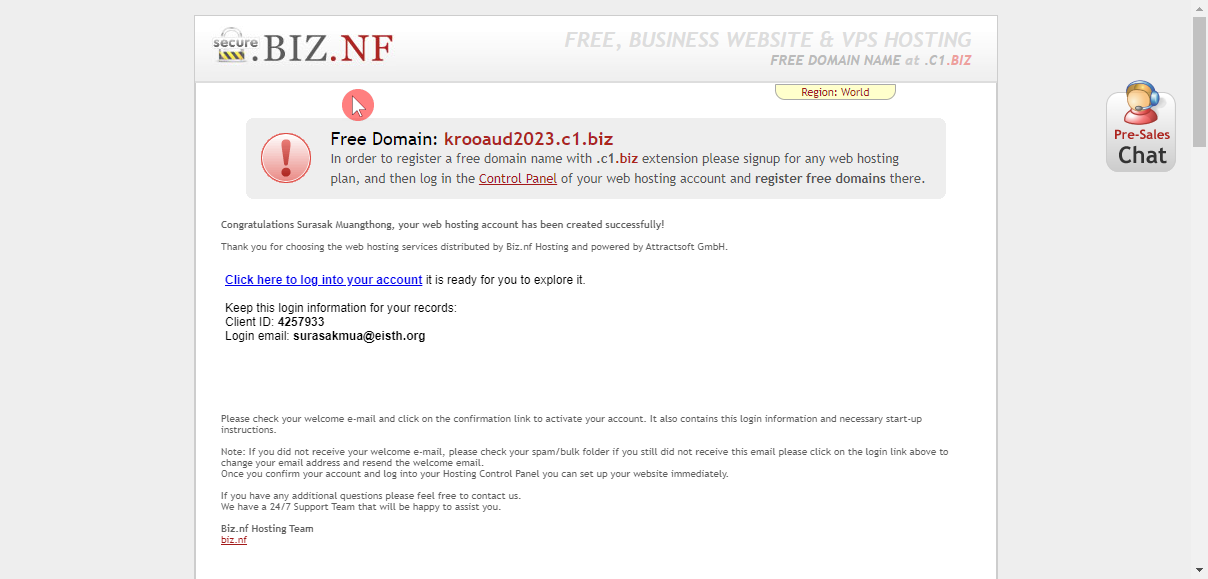 secure .BIZ.NF
FREE, BUSINESS WEBSITE & VPS HOSTING
FREE DOMAIN NAME at .C1.BIZ
Region: World
Free Domain: krooaud2023.c1.biz
In order to register a free domain name with .c1.biz extension please signup for any web hosting
plan, and then log in the Control Panel of your web hosting account and register free domains there.
Pre-Sales
Chat
Congratulations Surasak Muangthong, your web hosting account has been created successfully!
Thank you for choosing the web hosting services distributed by Biz.nf Hosting and powered by Attractsoft GmbH.
Click here to log into your account it is ready for you to explore it.
Keep this login information for your records:
Client ID: 4257933
Login email: surasakmua@eisth.org
Please check your welcome e-mail and click on the confirmation link to activate your account. It also contains this login information and necessary start-up
instructions.
Note: If you did not receive your welcome e-mail, please check your spam/bulk folder if you still did not receive this email please click on the login link above to
change your email address and resend the welcome email.
Once you confirm your account and log into your Hosting Control Panel you can set up your website immediately.
If you have any additional questions please feel free to contact us.
We have a 24/7 Support Team that will be happy to assist you.
Biz.nf Hosting Team
biz.nf